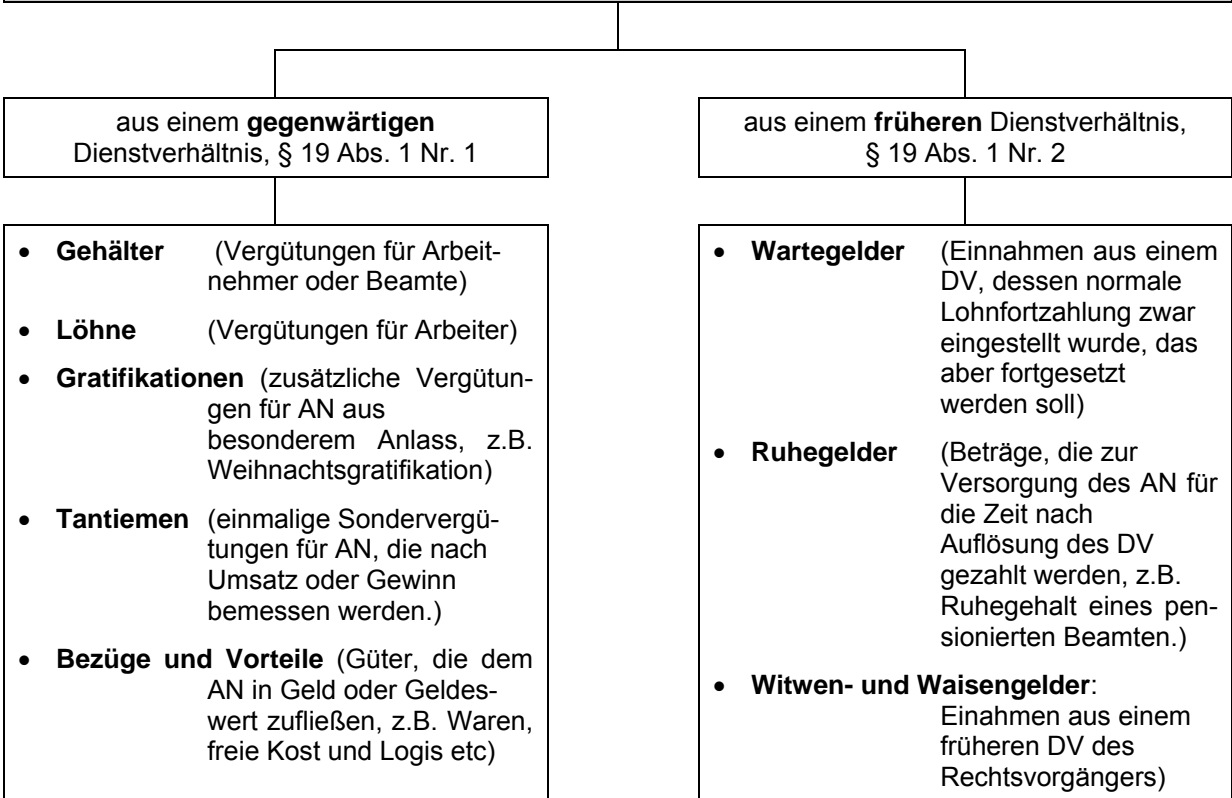 aus einem gegenwärtigen
Dienstverhältnis, § 19 Abs. 1 Nr. 1
aus einem früheren Dienstverhältnis,
§ 19 Abs. 1 Nr. 2
• Gehälter (Vergütungen für Arbeit-
nehmer oder Beamte)
• Löhne (Vergütungen für Arbeiter)
• Gratifikationen (zusätzliche Vergütun-
gen für AN aus
besonderem Anlass, z.B.
Weihnachtsgratifikation)
• Tantiemen (einmalige Sondervergü-
tungen für AN, die nach
Umsatz oder Gewinn
bemessen werden.)
• Bezüge und Vorteile (Güter, die dem
AN in Geld oder Geldes-
wert zufließen, z.B. Waren,
freie Kost und Logis etc)
• Wartegelder (Einnahmen aus einem
DV, dessen normale
Lohnfortzahlung zwar
eingestellt wurde, das
aber fortgesetzt
werden soll)
• Ruhegelder (Beträge, die zur
Versorgung des AN für
die Zeit nach
Auflösung des DV
gezahlt werden, z.B.
Ruhegehalt eines pen-
sionierten Beamten.)
• Witwen- und Waisengelder:
Einahmen aus einem
früheren DV des
Rechtsvorgängers)